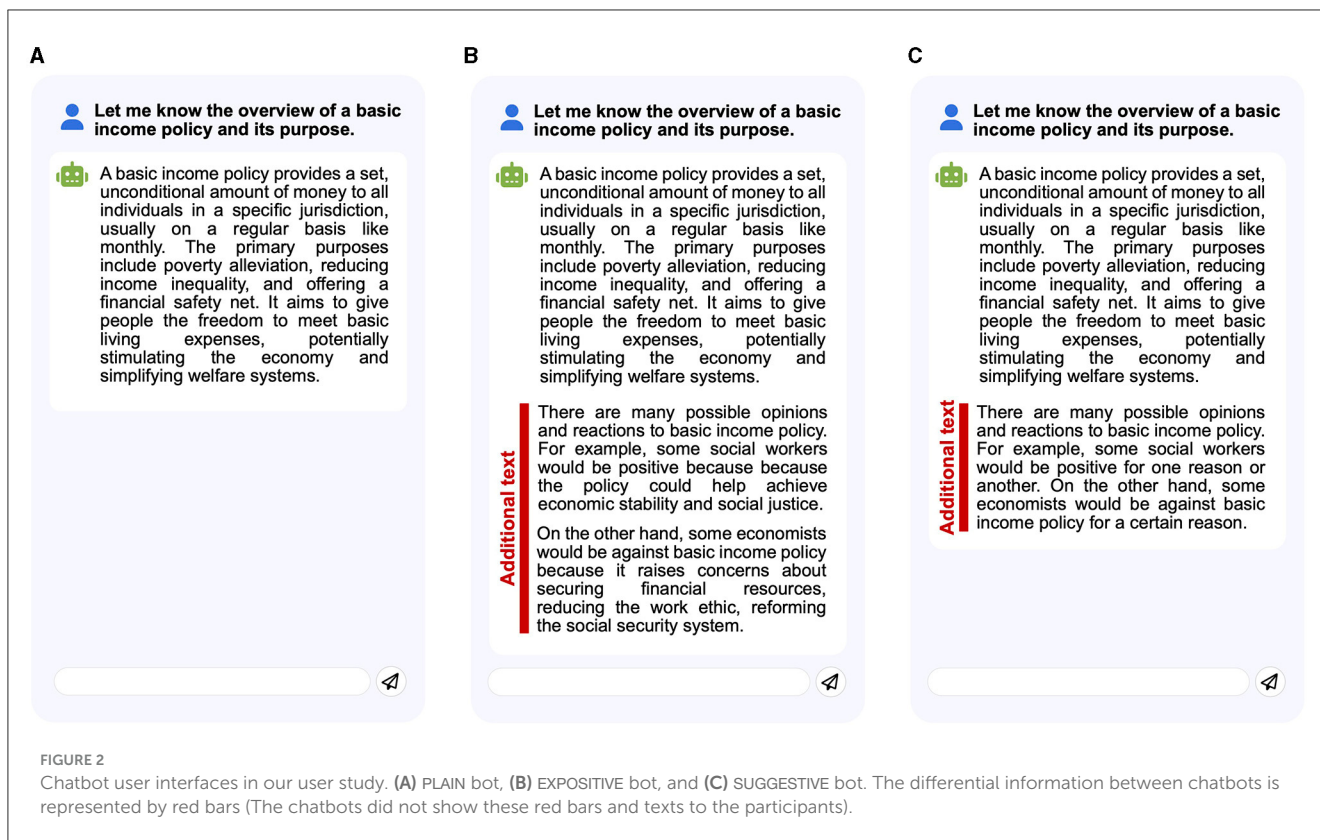 A
Let me know the overview of a basic
income policy and its purpose.
A basic income policy provides a set,
unconditional amount of money to all
individuals in a specific jurisdiction,
usually on a regular basis like
monthly. The primary purposes
include poverty alleviation, reducing
income inequality, and offering a
financial safety net. It aims to give
people the freedom to meet basic
living expenses, potentially
stimulating the economy and
simplifying welfare systems.
B
Let me know the overview of a basic
income policy and its purpose.
A basic income policy provides a set,
unconditional amount of money to all
individuals in a specific jurisdiction,
usually on a regular basis like
monthly. The primary purposes
include poverty alleviation, reducing
income inequality, and offering a
financial safety net. It aims to give
people the freedom to meet basic
living expenses, potentially
stimulating the economy and
simplifying welfare systems.
Additional text
There are many possible opinions
and reactions to basic income policy.
For example, some social workers
would be positive because because
the policy could help achieve
economic stability and social justice.
On the other hand, some economists
would be against basic income policy
because it raises concerns about
securing financial resources,
reducing the work ethic, reforming
the social security system.
C
Let me know the overview of a basic
income policy and its purpose.
A basic income policy provides a set,
unconditional amount of money to all
individuals in a specific jurisdiction,
usually on a regular basis like
monthly. The primary purposes
include poverty alleviation, reducing
income inequality, and offering a
financial safety net. It aims to give
people the freedom to meet basic
living expenses, potentially
stimulating the economy and
simplifying welfare systems.
Additional text
There are many possible opinions
and reactions to basic income policy.
For example, some social workers
would be positive for one reason or
another. On the other hand, some
economists would be against basic
income policy for a certain reason.
FIGURE 2
Chatbot user interfaces in our user study. (A) PLAIN bot, (B) EXPOSITIVE bot, and (C) SUGGESTIVE bot. The differential information between chatbots is
represented by red bars (The chatbots did not show these red bars and texts to the participants).